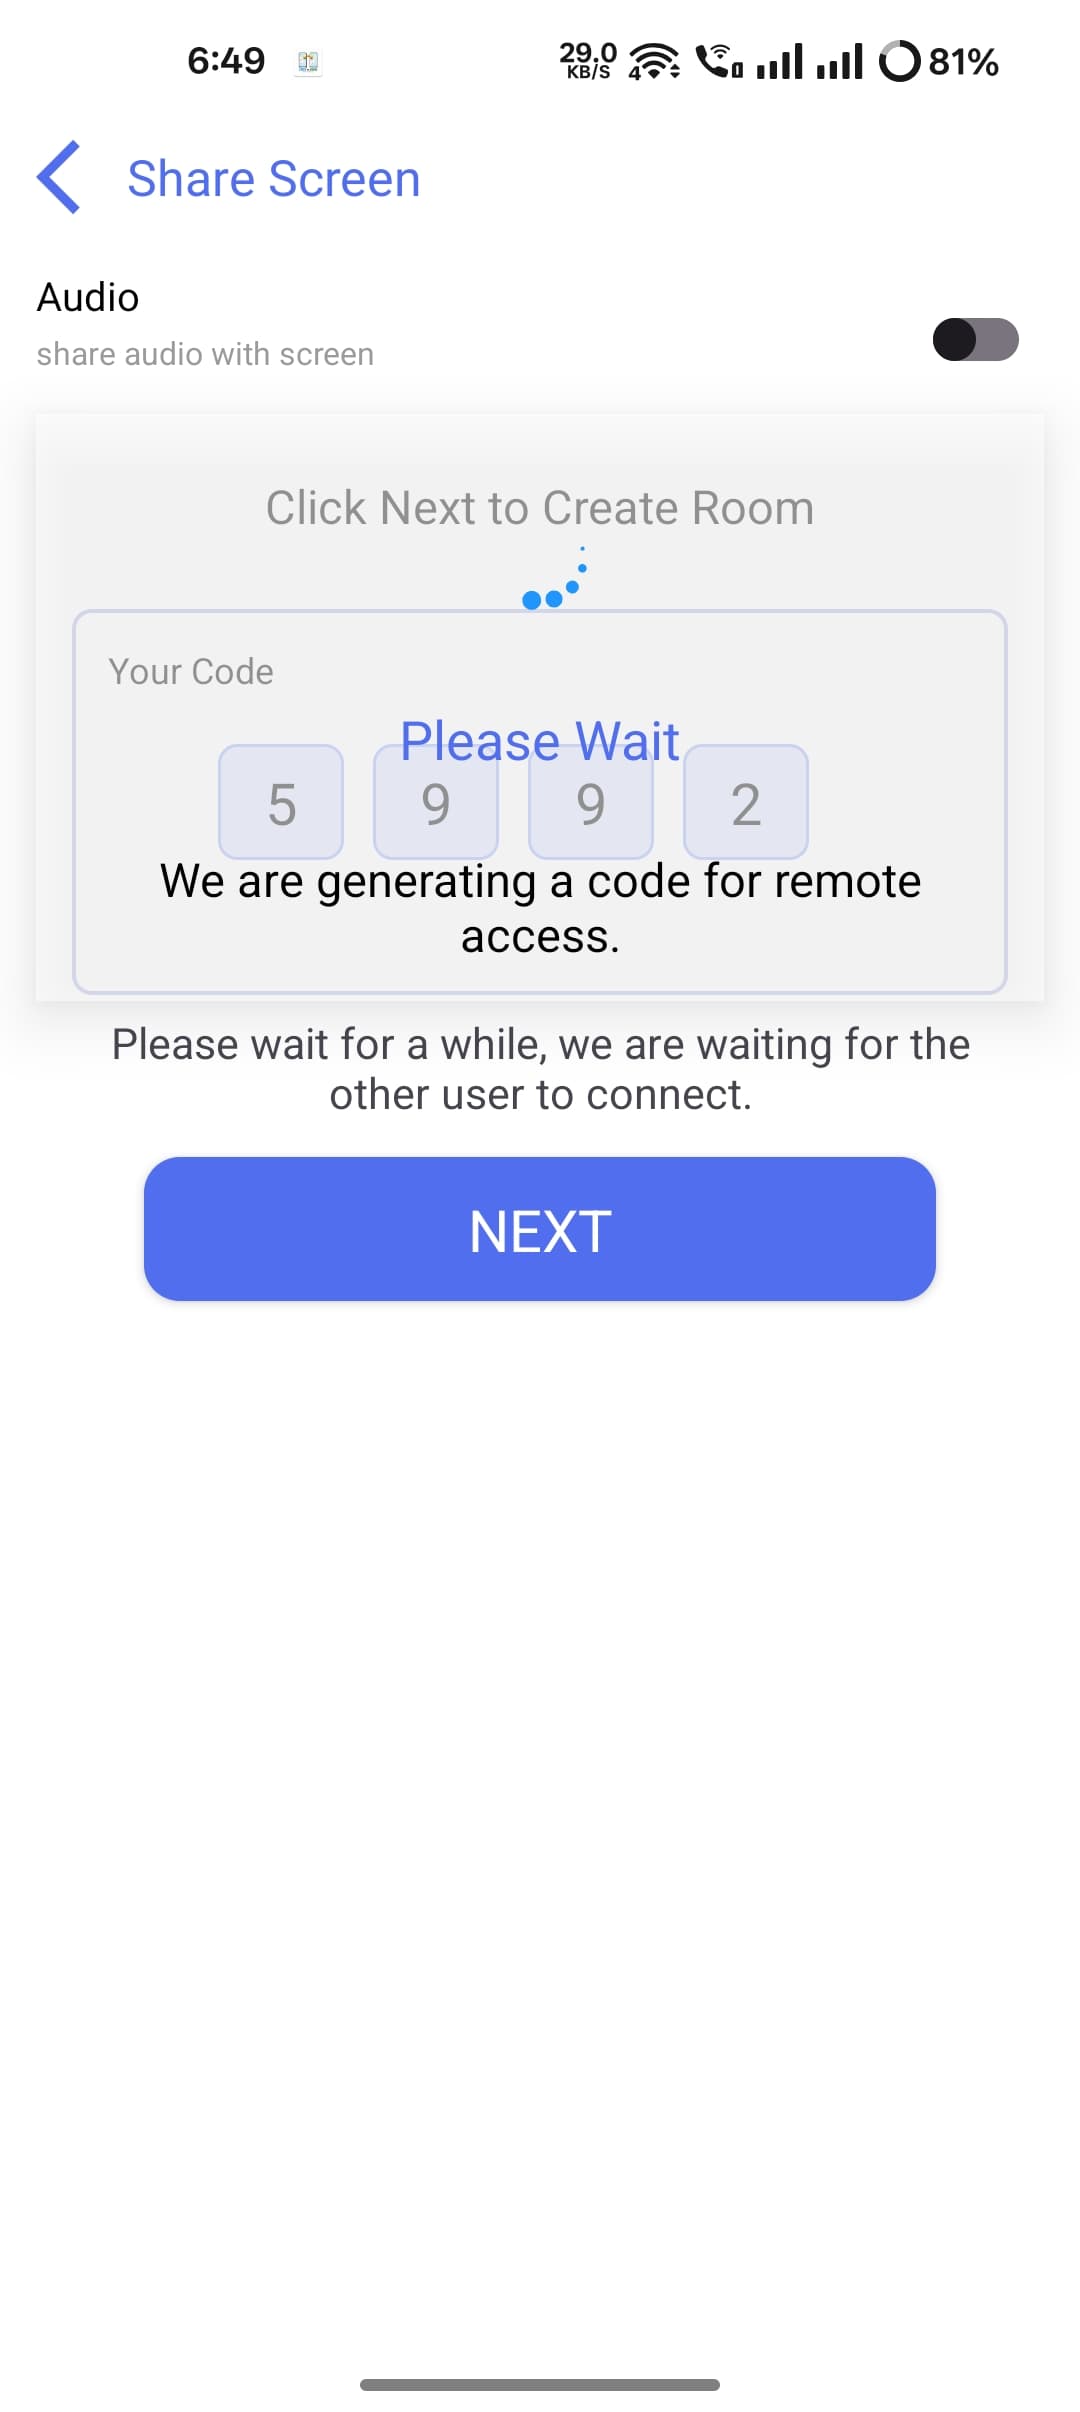 6:49
29.0
KB/S
4
81%
Share Screen
Audio
share audio with screen
Click Next to Create Room
Your Code
Please Wait
5 9 9 2
We are generating a code for remote
access.
Please wait for a while, we are waiting for the
other user to connect.
NEXT